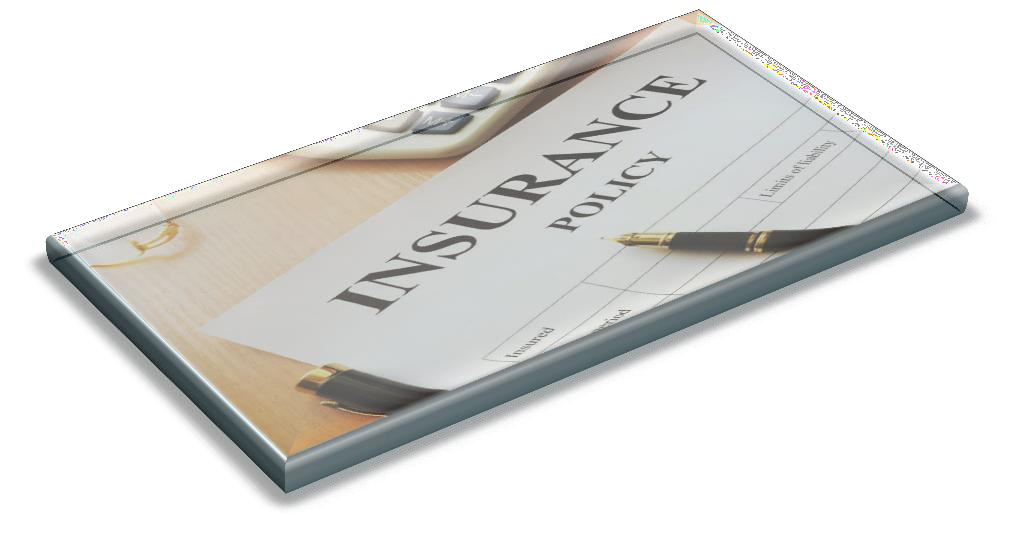 INSURANCE
POLICY
Limits of liability
Insured